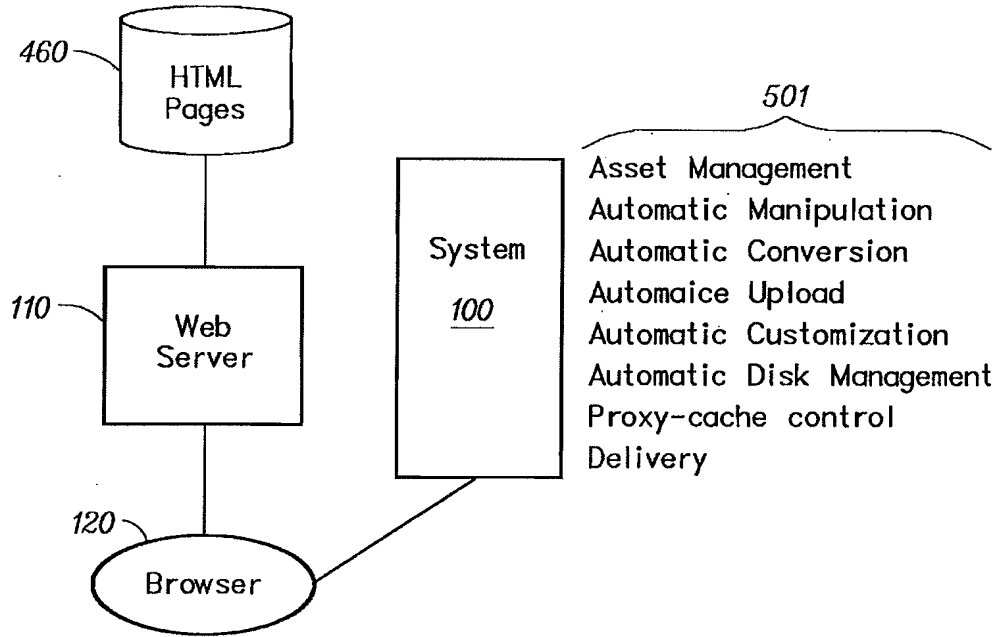 460
HTML
Pages
501
Asset Management
Automatic Manipulation
Automatic Conversion
Automaice Upload
Automatic Customization
Automatic Disk Management
Proxy-cache control
Delivery
System
100
110
Web
Server
120
Browser